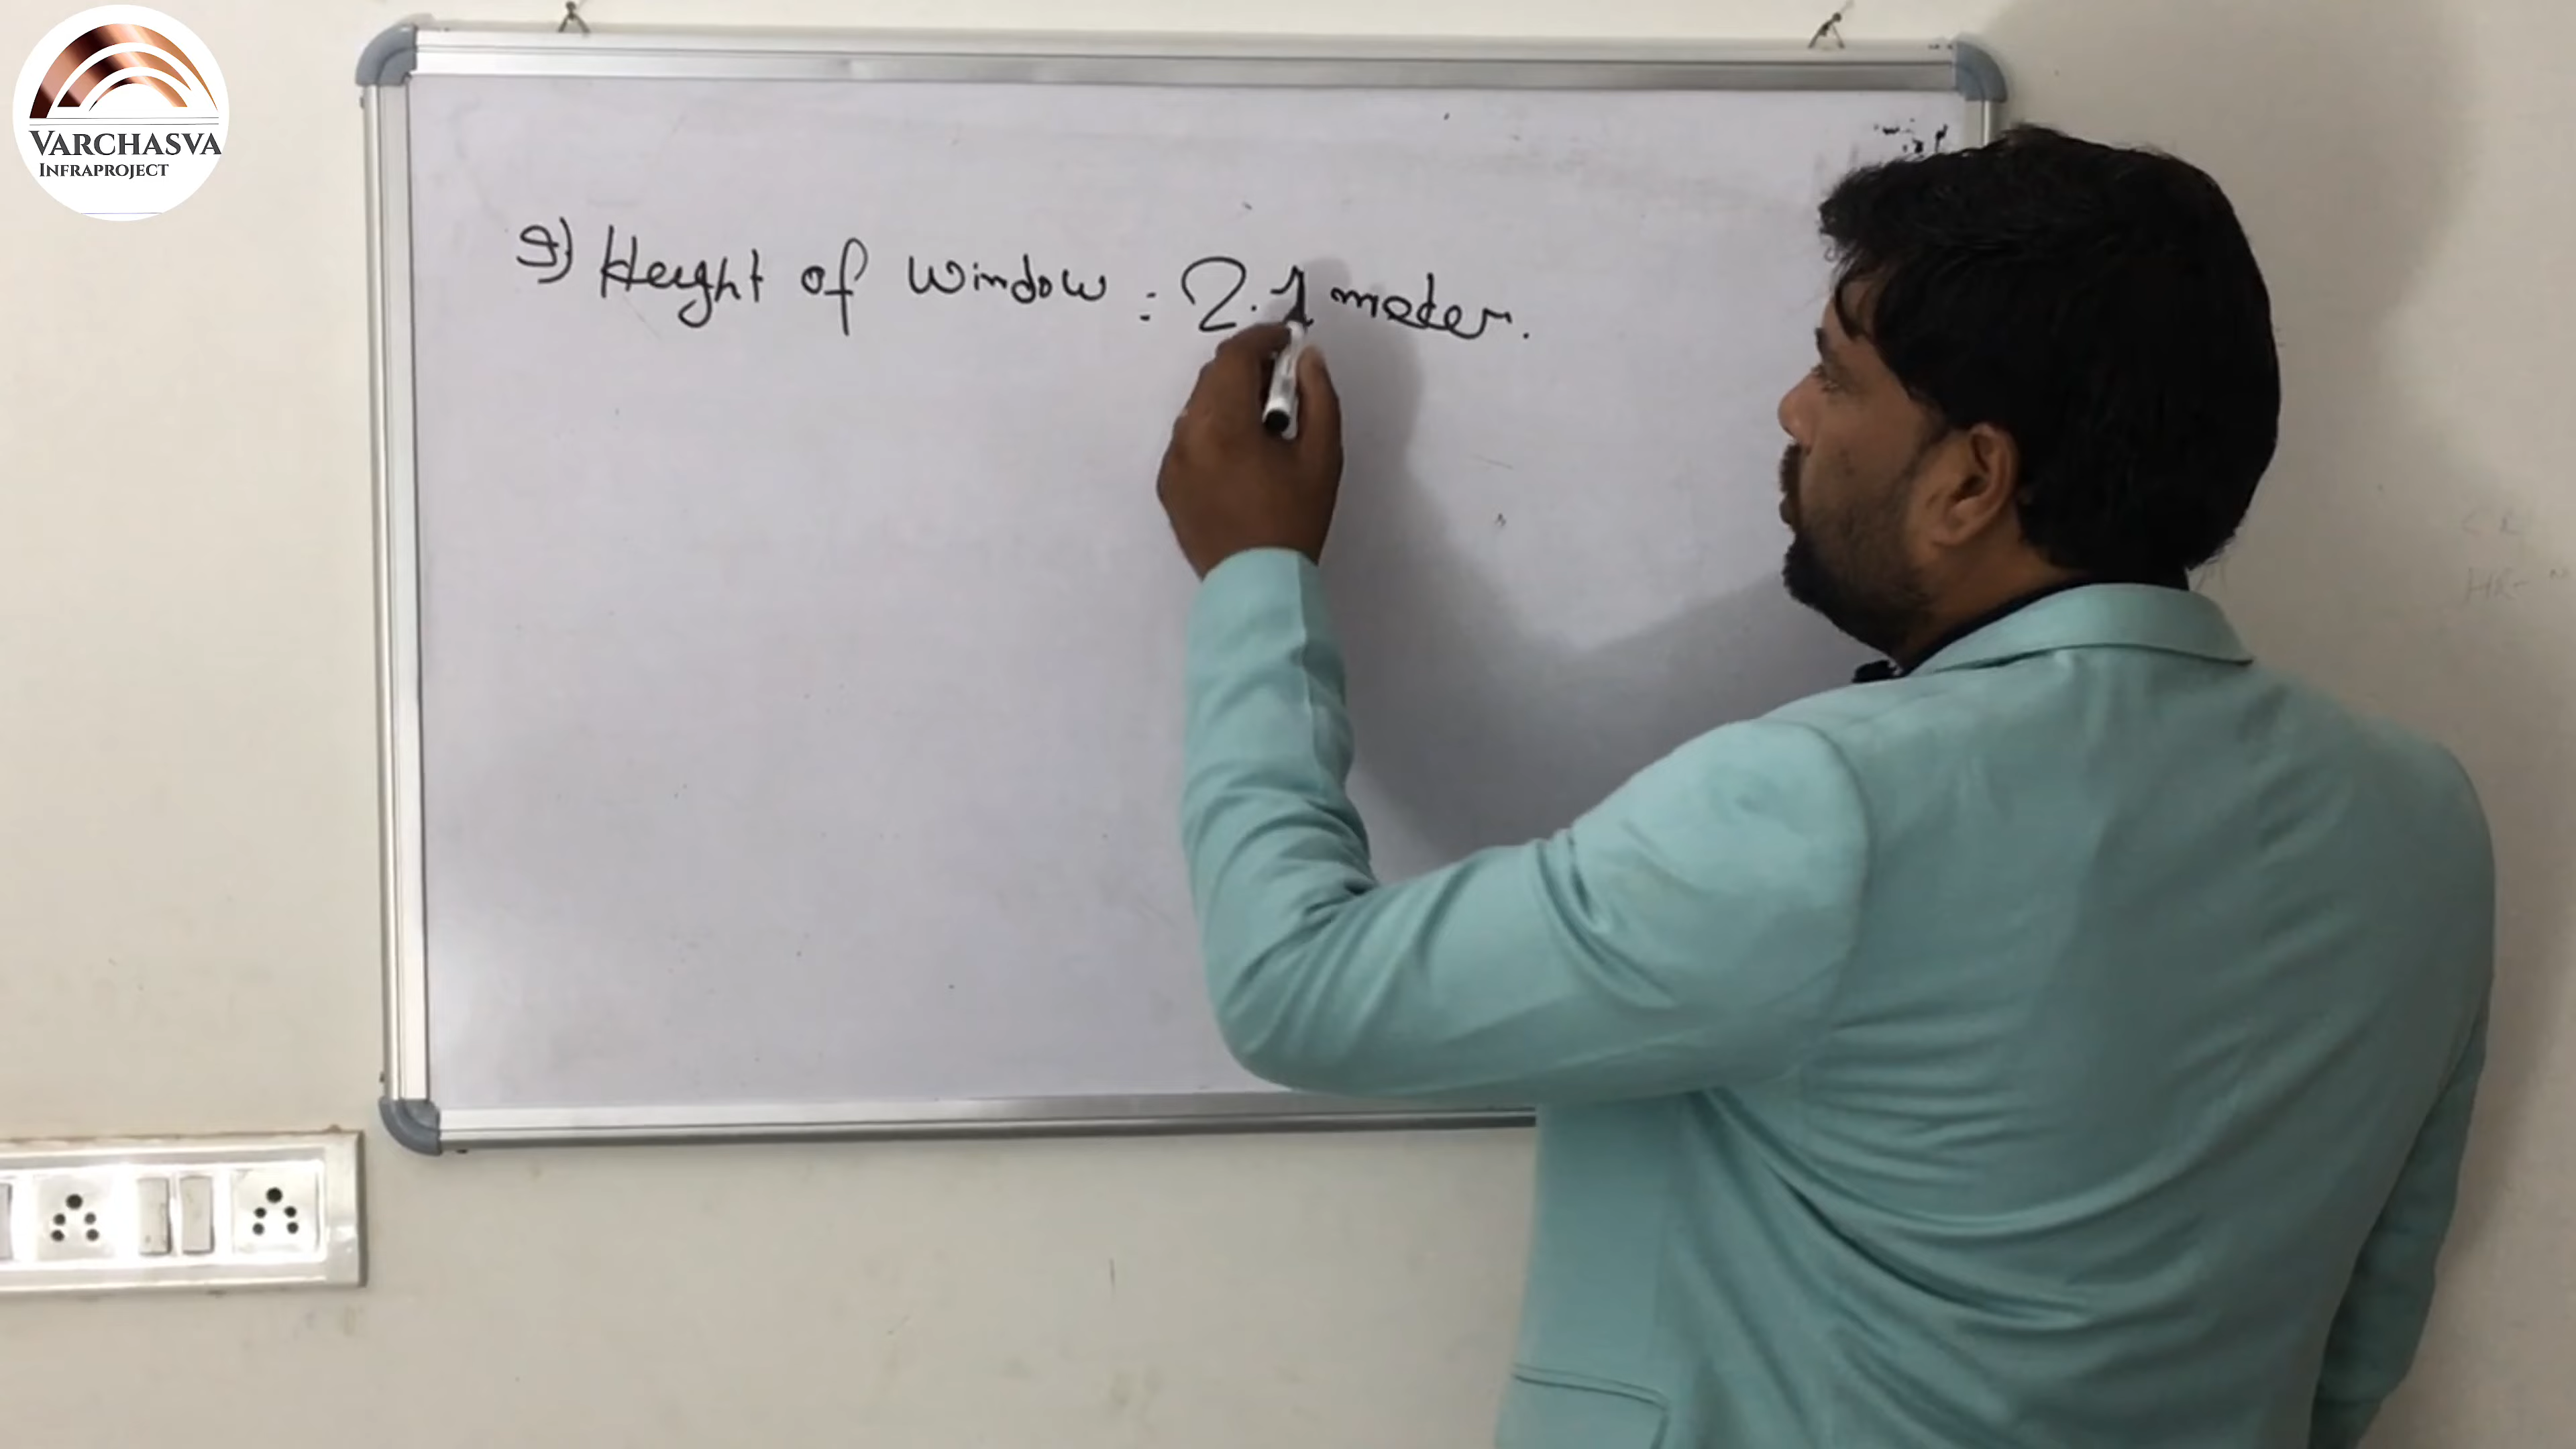 VARCHASVA
INFRAPROJECT
9) Height of window : 2.1 meter.